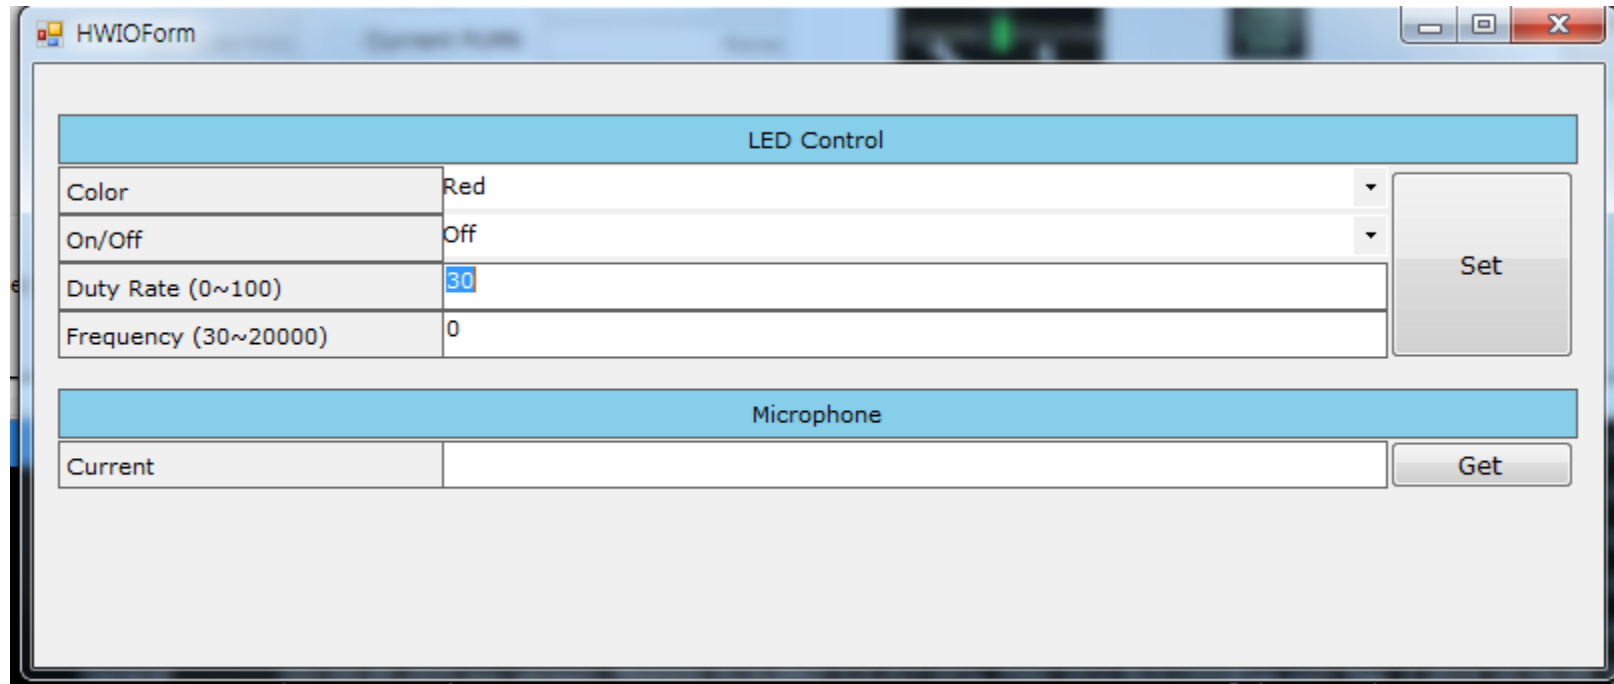 HWIOForm
LED Control
Color Red
On/Off Off
Set
Duty Rate (0~100) 30
Frequency (30~20000) 0
Microphone
Current
Get